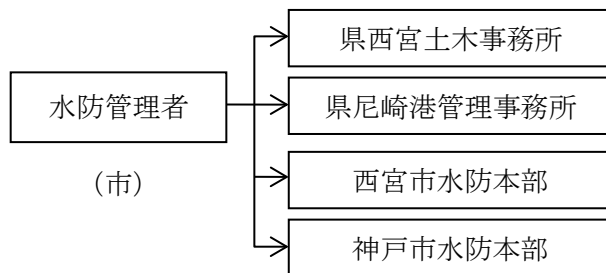 水防管理者
（市）
県西宮土木事務所
県尼崎港管理事務所
西宮市水防本部
神戸市水防本部